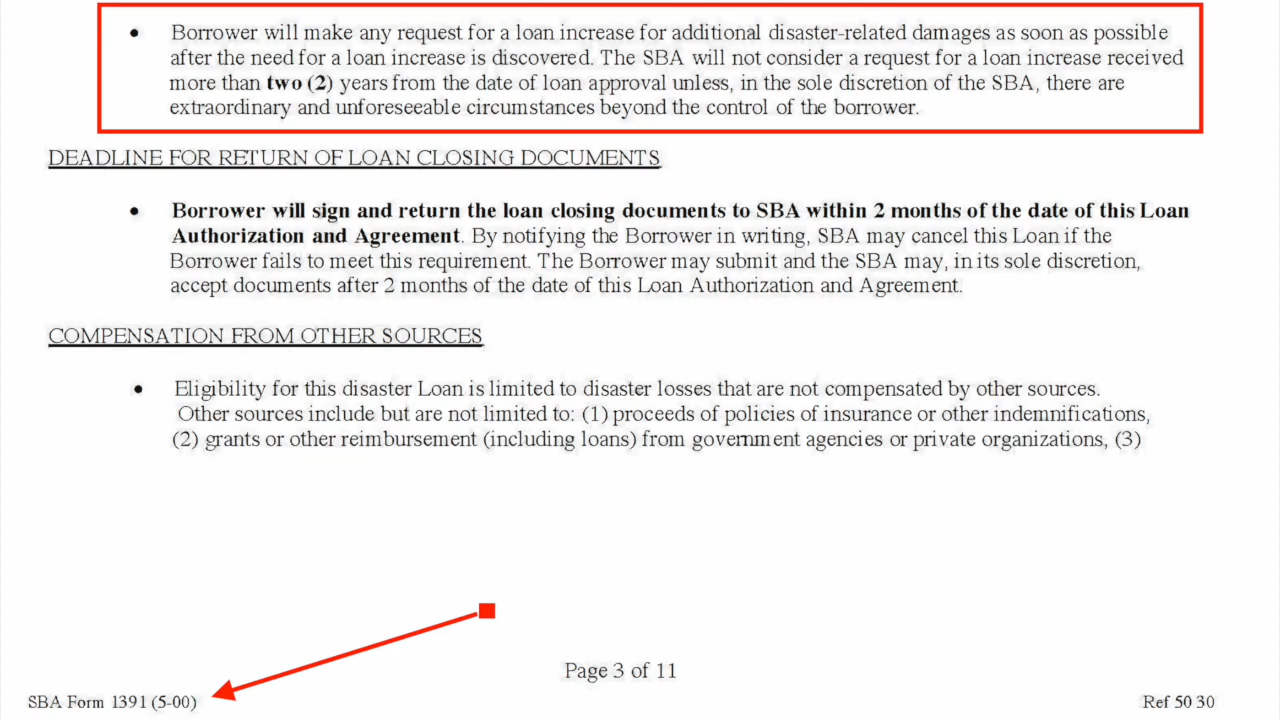 • Borrower will make any request for a loan increase for additional disaster-related damages as soon as possible
after the need for a loan increase is discovered. The SBA will not consider a request for a loan increase received
more than two (2) years from the date of loan approval unless, in the sole discretion of the SBA, there are
extraordinary and unforeseeable circumstances beyond the control of the borrower.
DEADLINE FOR RETURN OF LOAN CLOSING DOCUMENTS
• Borrower will sign and return the loan closing documents to SBA within 2 months of the date of this Loan
Authorization and Agreement. By notifying the Borrower in writing, SBA may cancel this Loan if the
Borrower fails to meet this requirement. The Borrower may submit and the SBA may, in its sole discretion,
accept documents after 2 months of the date of this Loan Authorization and Agreement.
COMPENSATION FROM OTHER SOURCES
• Eligibility for this disaster Loan is limited to disaster losses that are not compensated by other sources.
Other sources include but are not limited to: (1) proceeds of policies of insurance or other indemnifications,
(2) grants or other reimbursement (including loans) from government agencies or private organizations, (3)
Page 3 of 11
SBA Form 1391 (5-00)
Ref 50 30